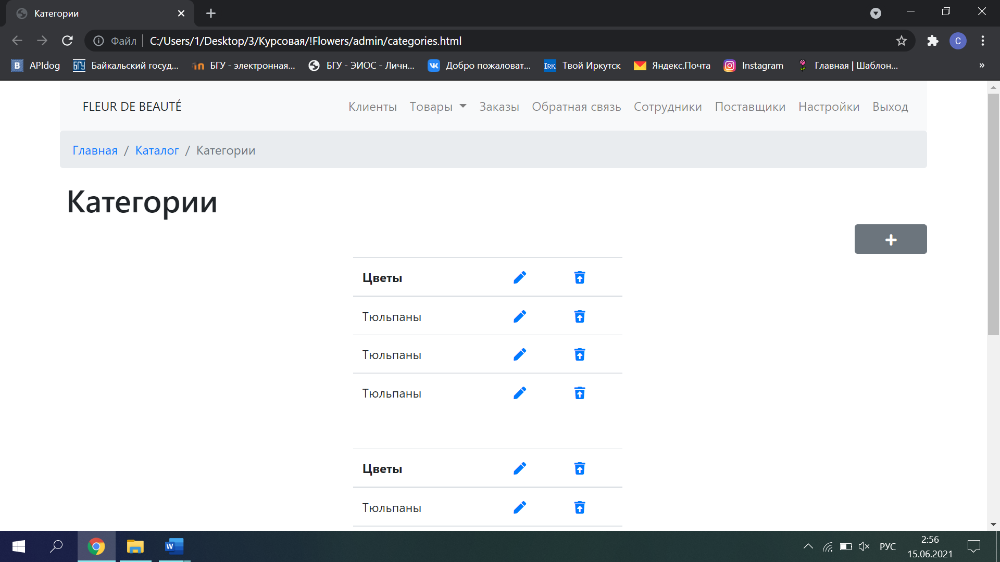 Категории
Файл
C:/Users/1/Desktop/3/Курсовая/!Flowers/admin/categories.html
C
B APIdog
БГУ Байкальский госуд...
БГУ - электронная...
БГУ - ЭИОС - Личн...
Добро пожаловат...
IRK. Твой Иркутск
Яндекс.Почта
Instagram
Главная | Шаблон...
»
FLEUR DE BEAUTÉ
Клиенты Товары Заказы Обратная связь Сотрудники Поставщики Настройки Выход
Главная / Каталог / Категории
Категории
Цветы
Тюльпаны
Тюльпаны
Тюльпаны
Цветы
Тюльпаны
W
РУС
2:56
15.06.2021